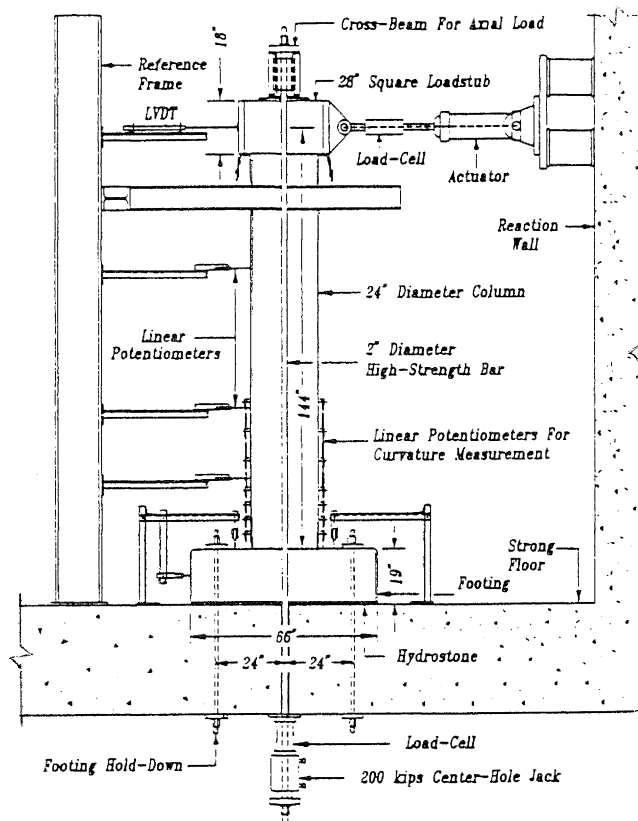 Cross-Beam For Axial Load
18"
Reference
Frame
28" Square Loadstub
LVDT
Load-Cell
Actuator
Reaction
Wall
24" Diameter Column
Linear
Potentiometers
2" Diameter
High-Strength Bar
144"
Linear Potentiometers For
Curvature Measurement
Strong
Floor
19"
Footing
66"
24"
24"
Hydrostone
Load-Cell
Footing Hold-Down
200 kips Center-Hole Jack